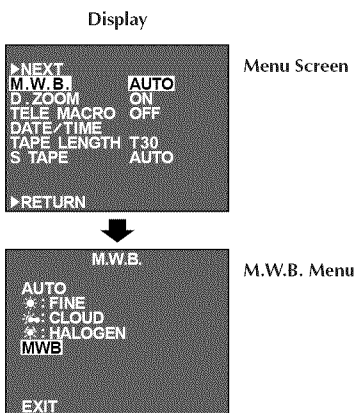 Display
Menu Screen
▶NEXT
M.W.B. AUTO
D.ZOOM ON
TELE MACRO OFF
DATE/TIME
TAPE LENGTH T30
S TAPE AUTO
▶RETURN
M.W.B. Menu
M.W.B.
AUTO
: FINE
: CLOUD
: HALOGEN
MWB
EXIT